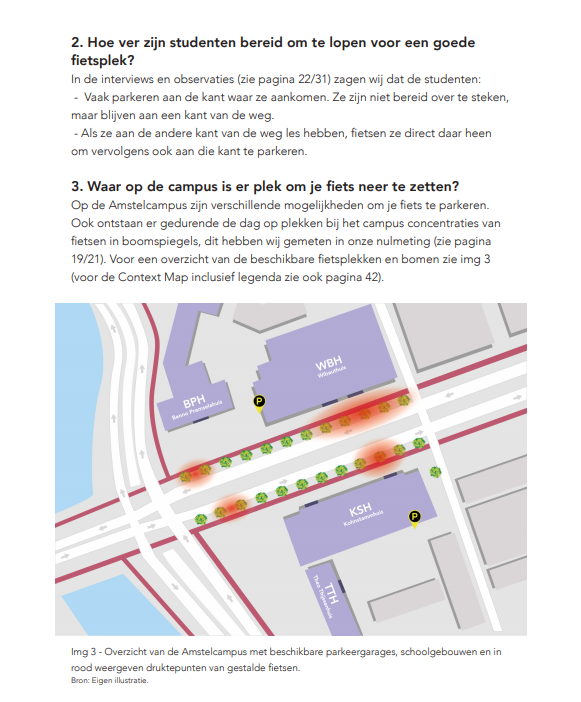 2. Hoe ver zijn studenten bereid om te lopen voor een goede
fietsplek?
In de interviews en observaties (zie pagina 22/31) zagen wij dat de studenten:
- Vaak parkeren aan de kant waar ze aankomen. Ze zijn niet bereid over te steken,
maar blijven aan een kant van de weg.
- Als ze aan de andere kant van de weg les hebben, fietsen ze direct daar heen
om vervolgens ook aan die kant te parkeren.
3. Waar op de campus is er plek om je fiets neer te zetten?
Op de Amstelcampus zijn verschillende mogelijkheden om je fiets te parkeren.
Ook ontstaan er gedurende de dag op plekken bij het campus concentraties van
fietsen in boomspiegels, dit hebben wij gemeten in onze nulmeting (zie pagina
19/21). Voor een overzicht van de beschikbare fietsplekken en bomen zie img 3
(voor de Context Map inclusief legenda zie ook pagina 42).
WBH
Wibauthuis
BPH
Benno Premselahuis
P
KSH
Kohnstammhuis
P
TTH
Theo Thijssenhuis
Img 3 - Overzicht van de Amstelcampus met beschikbare parkeergarages, schoolgebouwen en in
rood weergeven druktepunten van gestalde fietsen.
Bron: Eigen illustratie.